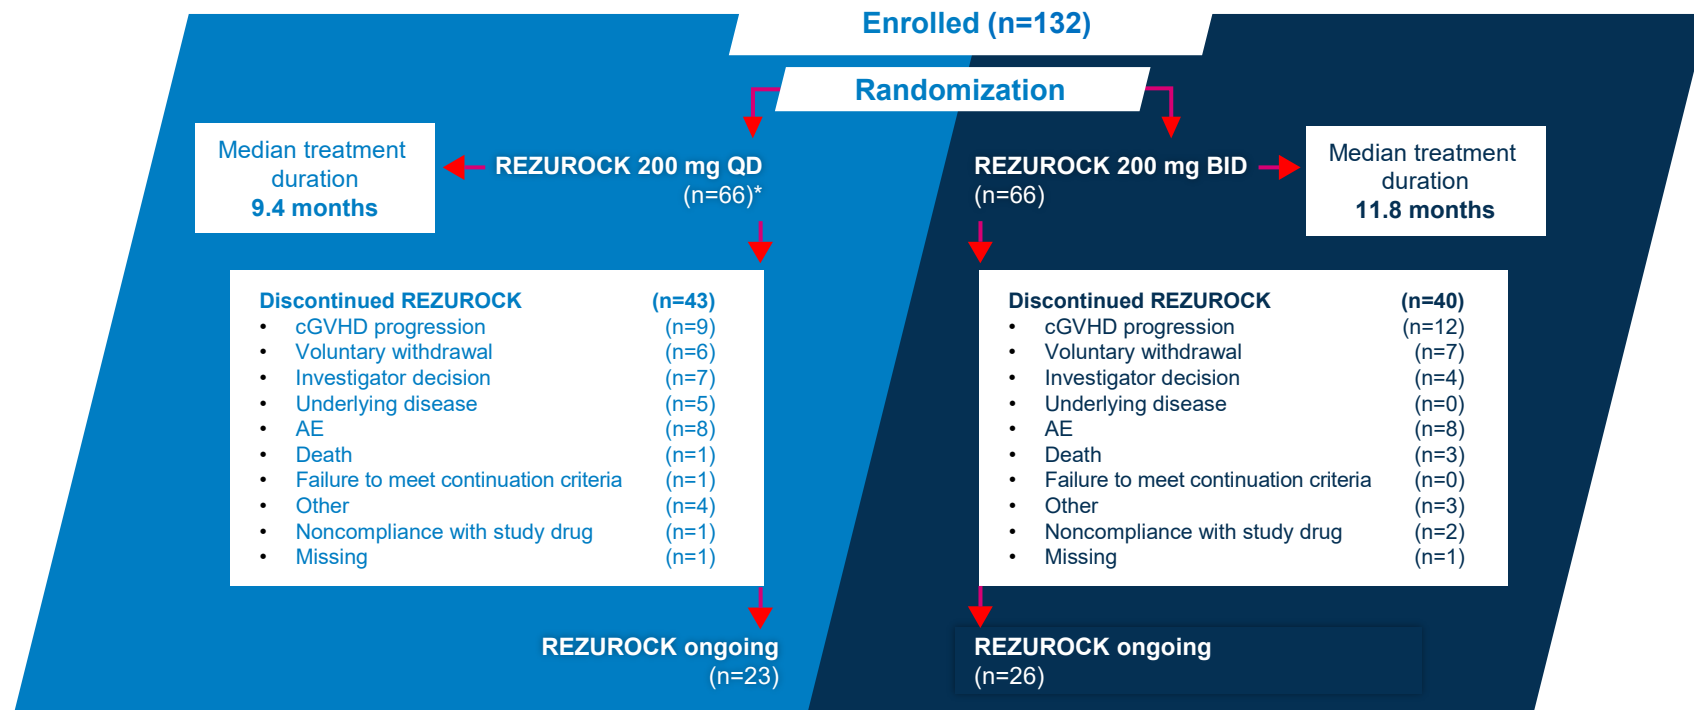 Enrolled (n=132)
Randomization
Median treatment
duration
9.4 months
REZUROCK 200 mg QD
(n=66)*
REZUROCK 200 mg BID
(n=66)
Median treatment
duration
11.8 months
Discontinued REZUROCK (n=43)
• cGVHD progression (n=9)
• Voluntary withdrawal (n=6)
• Investigator decision (n=7)
• Underlying disease (n=5)
• AE (n=8)
• Death (n=1)
• Failure to meet continuation criteria (n=1)
• Other (n=4)
• Noncompliance with study drug (n=1)
• Missing (n=1)
Discontinued REZUROCK (n=40)
• cGVHD progression (n=12)
• Voluntary withdrawal (n=7)
• Investigator decision (n=4)
• Underlying disease (n=0)
• AE (n=8)
• Death (n=3)
• Failure to meet continuation criteria (n=0)
• Other (n=3)
• Noncompliance with study drug (n=2)
• Missing (n=1)
REZUROCK ongoing
(n=23)
REZUROCK ongoing
(n=26)